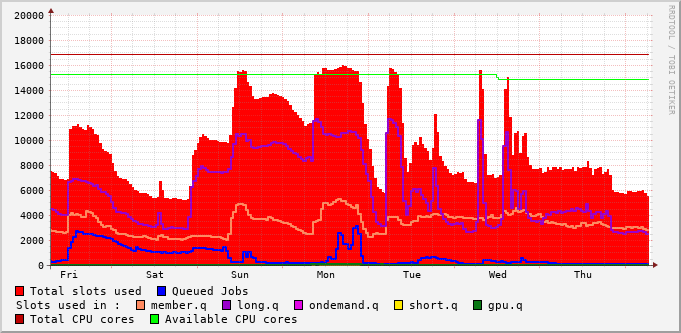 RRDTOOL / TOBI OETIKER
20000
18000
16000
14000
12000
10000
8000
6000
4000
2000
0
Fri Sat Sun Mon Tue Wed Thu
Total slots used Queued Jobs
Slots used in : member.q long.q ondemand.q short.q gpu.q
Total CPU cores Available CPU cores